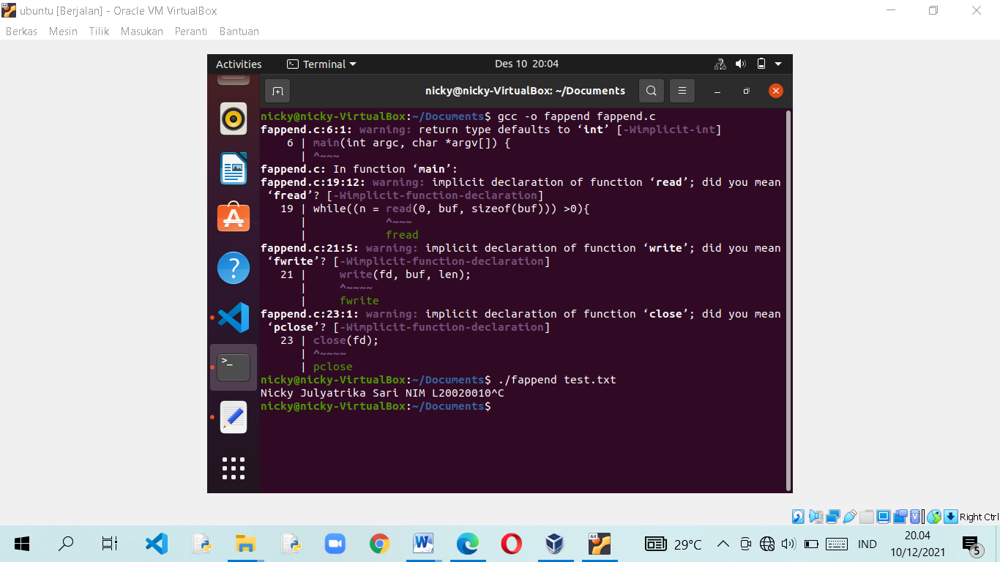 ubuntu [Berjalan] - Oracle VM VirtualBox
Berkas Mesin Tilik Masukan Peranti Bantuan
Activities Terminal Des 10 20:04
nicky@nicky-VirtualBox: ~/Documents
nicky@nicky-VirtualBox:~/Documents$ gcc -o fappend fappend.c
fappend.c:6:1: warning: return type defaults to ‘int’ [-Wimplicit-int]
    6 | main(int argc, char *argv[]) {
      | ^~~~
fappend.c: In function ‘main’:
fappend.c:19:12: warning: implicit declaration of function ‘read’; did you mean
 ‘fread’? [-Wimplicit-function-declaration]
   19 | while((n = read(0, buf, sizeof(buf))) >0){
      |            ^~~~
      |            fread
fappend.c:21:5: warning: implicit declaration of function ‘write’; did you mean
 ‘fwrite’? [-Wimplicit-function-declaration]
   21 |     write(fd, buf, len);
      |     ^~~~~
      |     fwrite
fappend.c:23:1: warning: implicit declaration of function ‘close’; did you mean
 ‘pclose’? [-Wimplicit-function-declaration]
   23 | close(fd);
      | ^~~~~
      | pclose
nicky@nicky-VirtualBox:~/Documents$ ./fappend test.txt
Nicky Julyatrika Sari NIM L20020010^C
nicky@nicky-VirtualBox:~/Documents$
Right Ctrl
29°C IND 20.04
10/12/2021 5